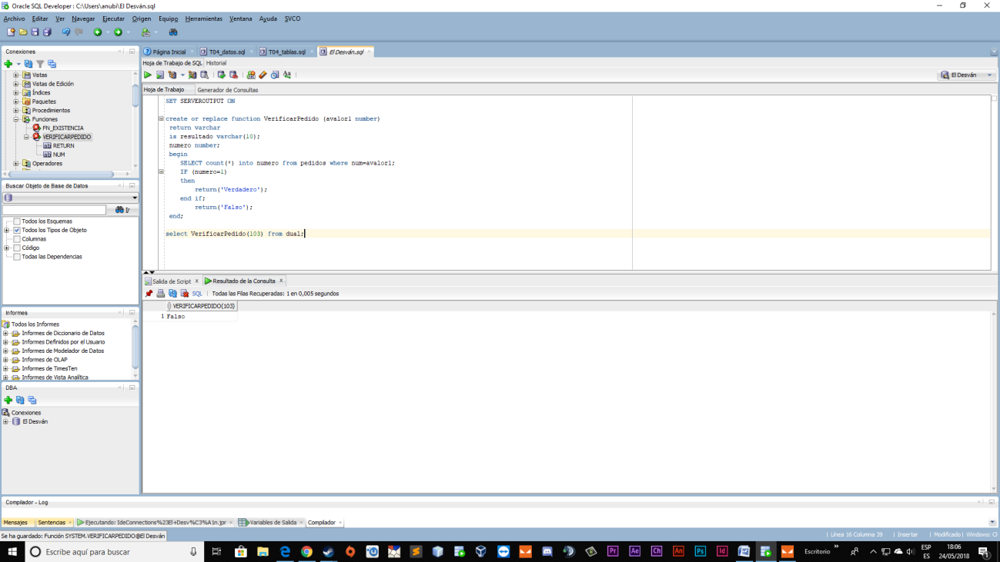 Oracle SQL Developer : C:\Users\anubi\El Desván.sql
Archivo Editar Ver Navegar Ejecutar Origen Equipo Herramientas Ventana Ayuda SVCO
Conexiones
Vistas
Vistas de Edición
Índices
Paquetes
Procedimientos
Funciones
FN_EXISTENCIA
VERIFICARPEDIDO
RETURN
NUM
Operadores
Buscar Objeto de Base de Datos
Ir
Todos los Esquemas
Todos los Tipos de Objeto
Columnas
Código
Todas las Dependencias
Informes
Todos los Informes
Informes de Diccionario de Datos
Informes Definidos por el Usuario
Informes de Modelador de Datos
Informes de OLAP
Informes de TimesTen
Informes de Vista Analítica
DBA
Conexiones
El Desván
Página Inicial T04_datos.sql T04_tablas.sql El Desván.sql
Hoja de Trabajo de SQL Historial
El Desván
Hoja de Trabajo Generador de Consultas
SET SERVEROUTPUT ON
create or replace function VerificarPedido (avalor1 number)
return varchar
is resultado varchar(10);
numero number;
begin
SELECT count(*) into numero from pedidos where num=avalor1;
IF (numero=1)
then
return('Verdadero');
end if;
return('Falso');
end;
select VerificarPedido(103) from dual;
Salida de Script x Resultado de la Consulta x
SQL | Todas las Filas Recuperadas: 1 en 0,005 segundos
VERIFICARPEDIDO(103)
1 Falso
Compilador - Log
Mensajes Sentencias Ejecutando: IdeConnections%23El+Desv%C3%A1n.jpr Variables de Salida Compilador
Se ha guardado: Función SYSTEM.VERIFICARPEDIDO@El Desván
Línea 16 Columna 39 | Insertar | Modificado | Windows: C
Escribe aquí para buscar
Pr Ae Ch An Ps Id
Escritorio
ESP
ES
18:06
24/05/2018